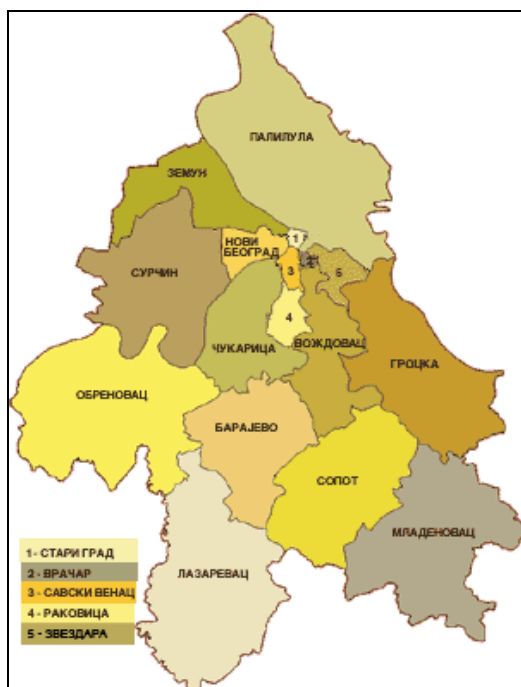 ПАЛИЛУЛА
ЗЕМУН
НОВИ
БЕОГРАД
1
2
3
5
СУРЧИН
4
ЧУКАРИЦА
ВОЖДОВАЦ
ГРОЦКА
ОБРЕНОВАЦ
БАРАЈЕВО
СОПОТ
МЛАДЕНОВАЦ
ЛАЗАРЕВАЦ
1 - СТАРИ ГРАД
2 - ВРАЧАР
3 - САВСКИ ВЕНАЦ
4 - РАКОВИЦА
5 - ЗВЕЗДАРА